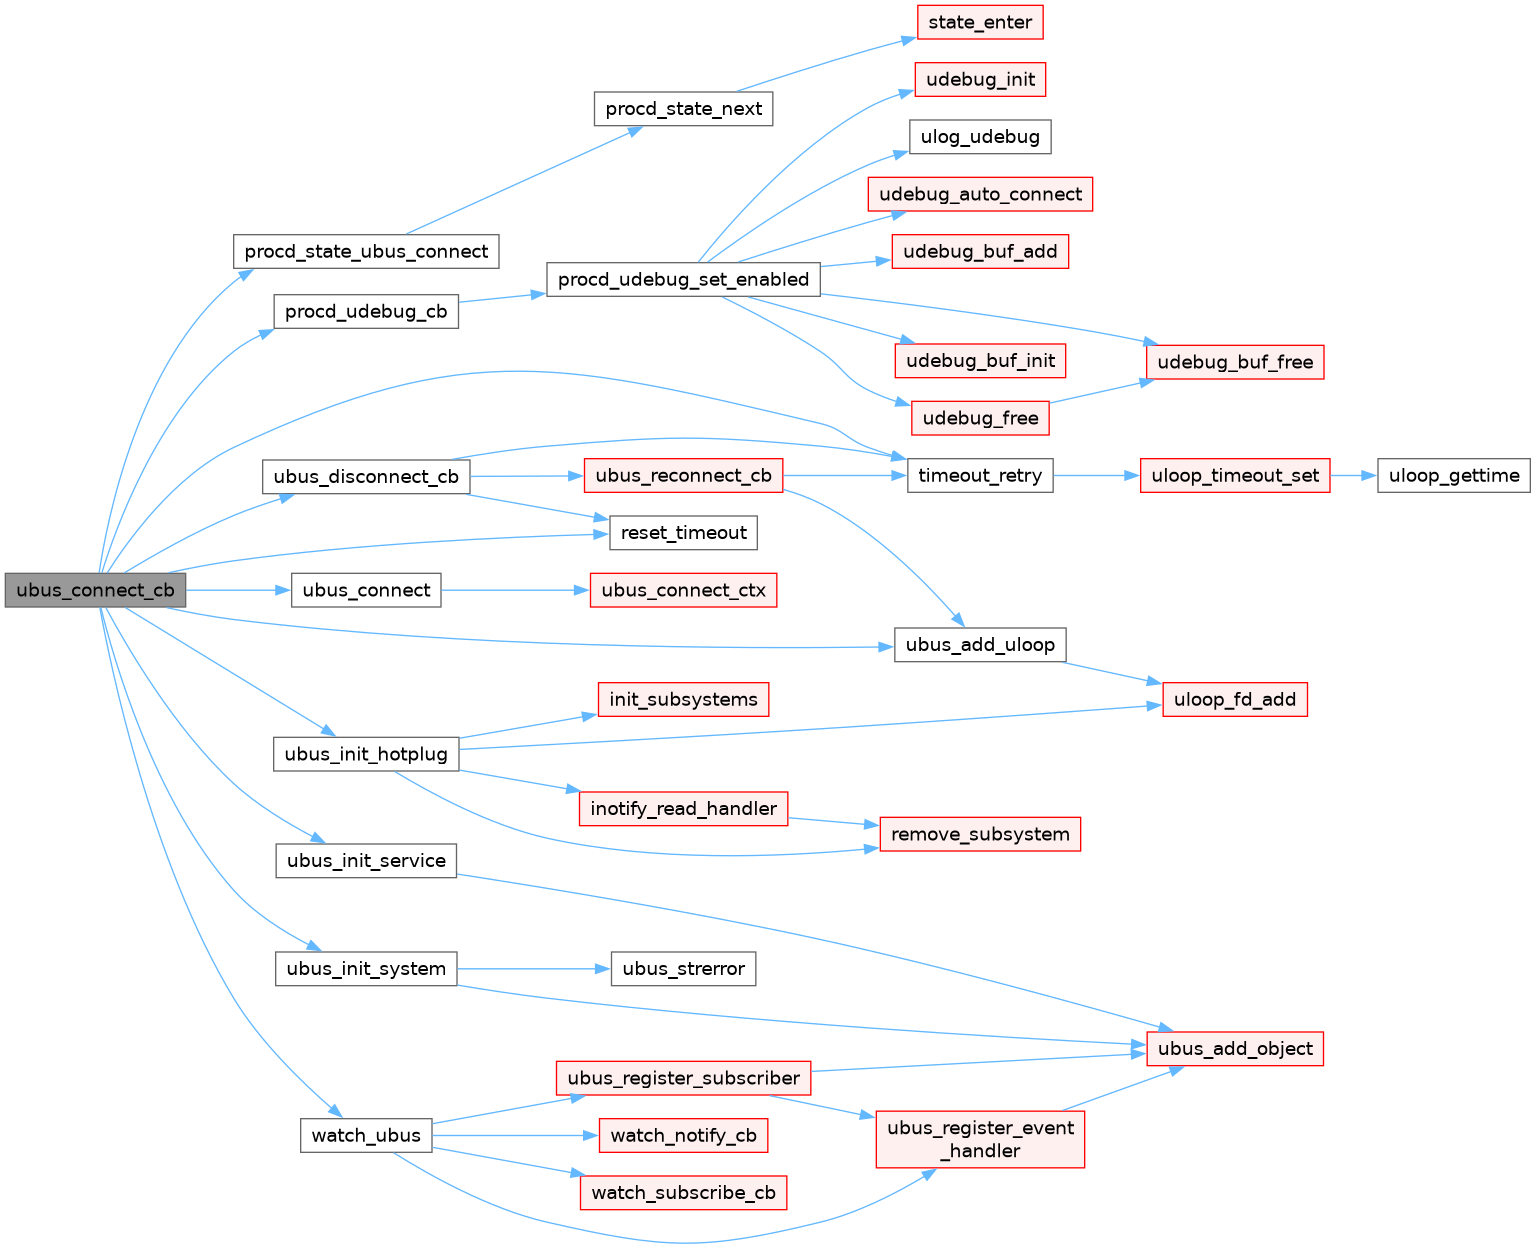 state_enter
udebug_init
procd_state_next
ulog_udebug
udebug_auto_connect
procd_state_ubus_connect
udebug_buf_add
procd_udebug_set_enabled
procd_udebug_cb
udebug_buf_init
udebug_buf_free
udebug_free
ubus_disconnect_cb
ubus_reconnect_cb
timeout_retry
uloop_timeout_set
uloop_gettime
reset_timeout
ubus_connect_cb
ubus_connect
ubus_connect_ctx
ubus_add_uloop
init_subsystems
uloop_fd_add
ubus_init_hotplug
inotify_read_handler
remove_subsystem
ubus_init_service
ubus_init_system
ubus_strerror
ubus_add_object
ubus_register_subscriber
watch_ubus
watch_notify_cb
ubus_register_event
_handler
watch_subscribe_cb